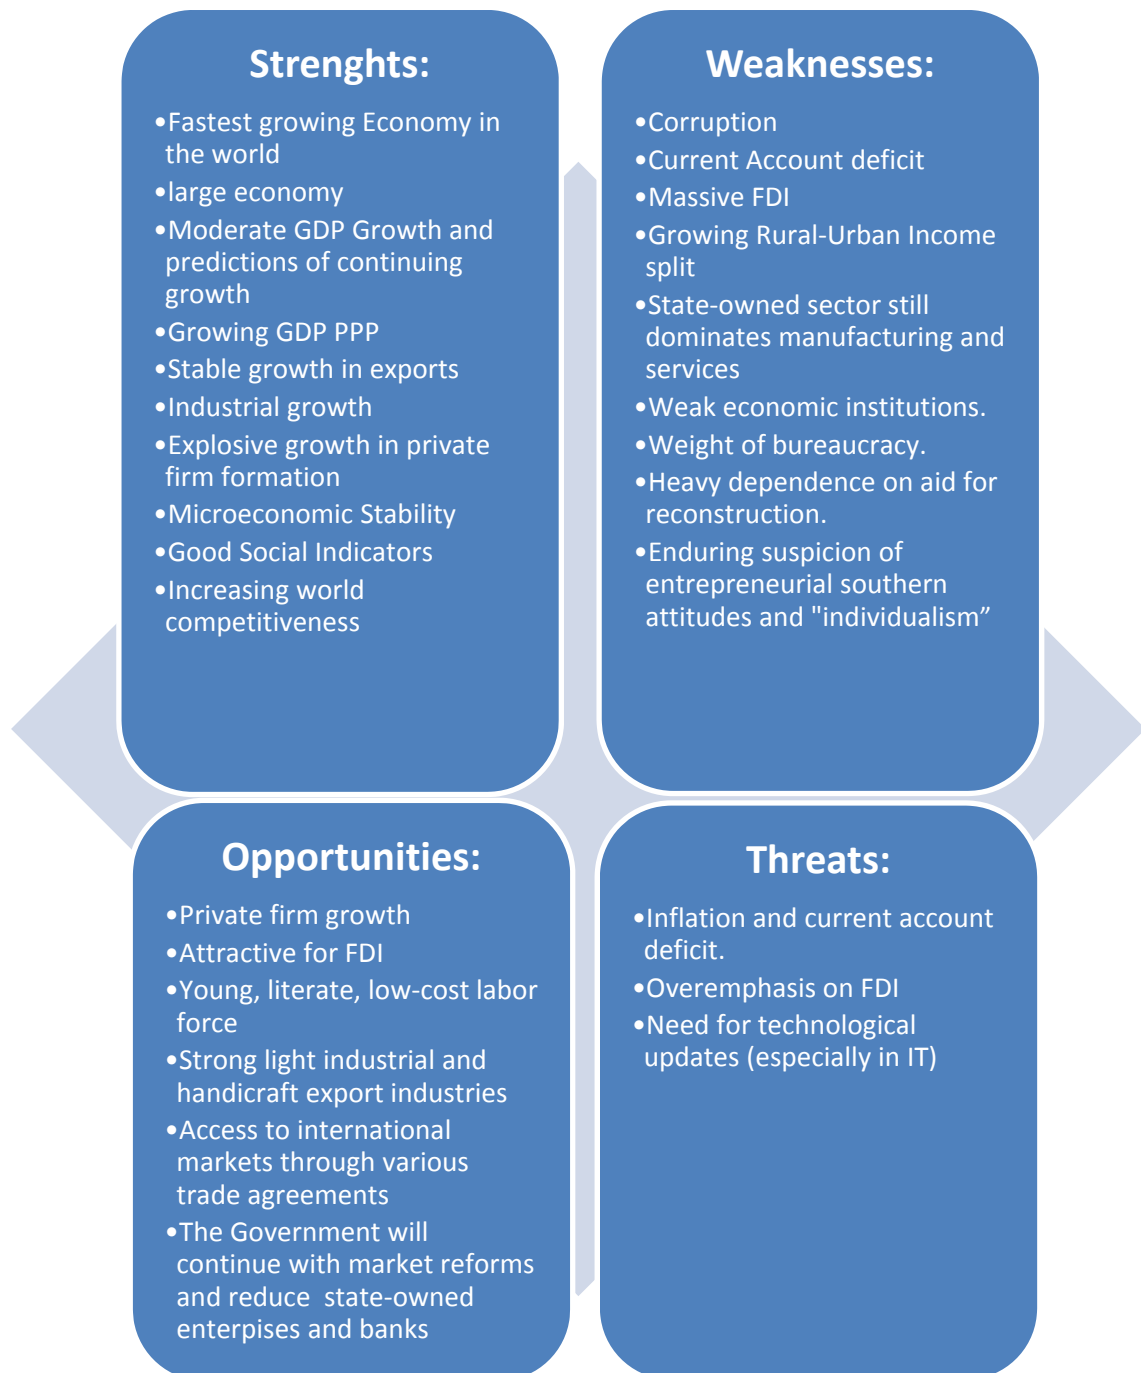 Strenghts:
•Fastest growing Economy in
the world
•large economy
•Moderate GDP Growth and
predictions of continuing
growth
•Growing GDP PPP
•Stable growth in exports
•Industrial growth
•Explosive growth in private
firm formation
•Microeconomic Stability
•Good Social Indicators
•Increasing world
competitiveness
Weaknesses:
•Corruption
•Current Account deficit
•Massive FDI
•Growing Rural-Urban Income
split
•State-owned sector still
dominates manufacturing and
services
•Weak economic institutions.
•Weight of bureaucracy.
•Heavy dependence on aid for
reconstruction.
•Enduring suspicion of
entrepreneurial southern
attitudes and "individualism”
Opportunities:
•Private firm growth
•Attractive for FDI
•Young, literate, low-cost labor
force
•Strong light industrial and
handicraft export industries
•Access to international
markets through various
trade agreements
•The Government will
continue with market reforms
and reduce  state-owned
enterpises and banks
Threats:
•Inflation and current account
deficit.
•Overemphasis on FDI
•Need for technological
updates (especially in IT)